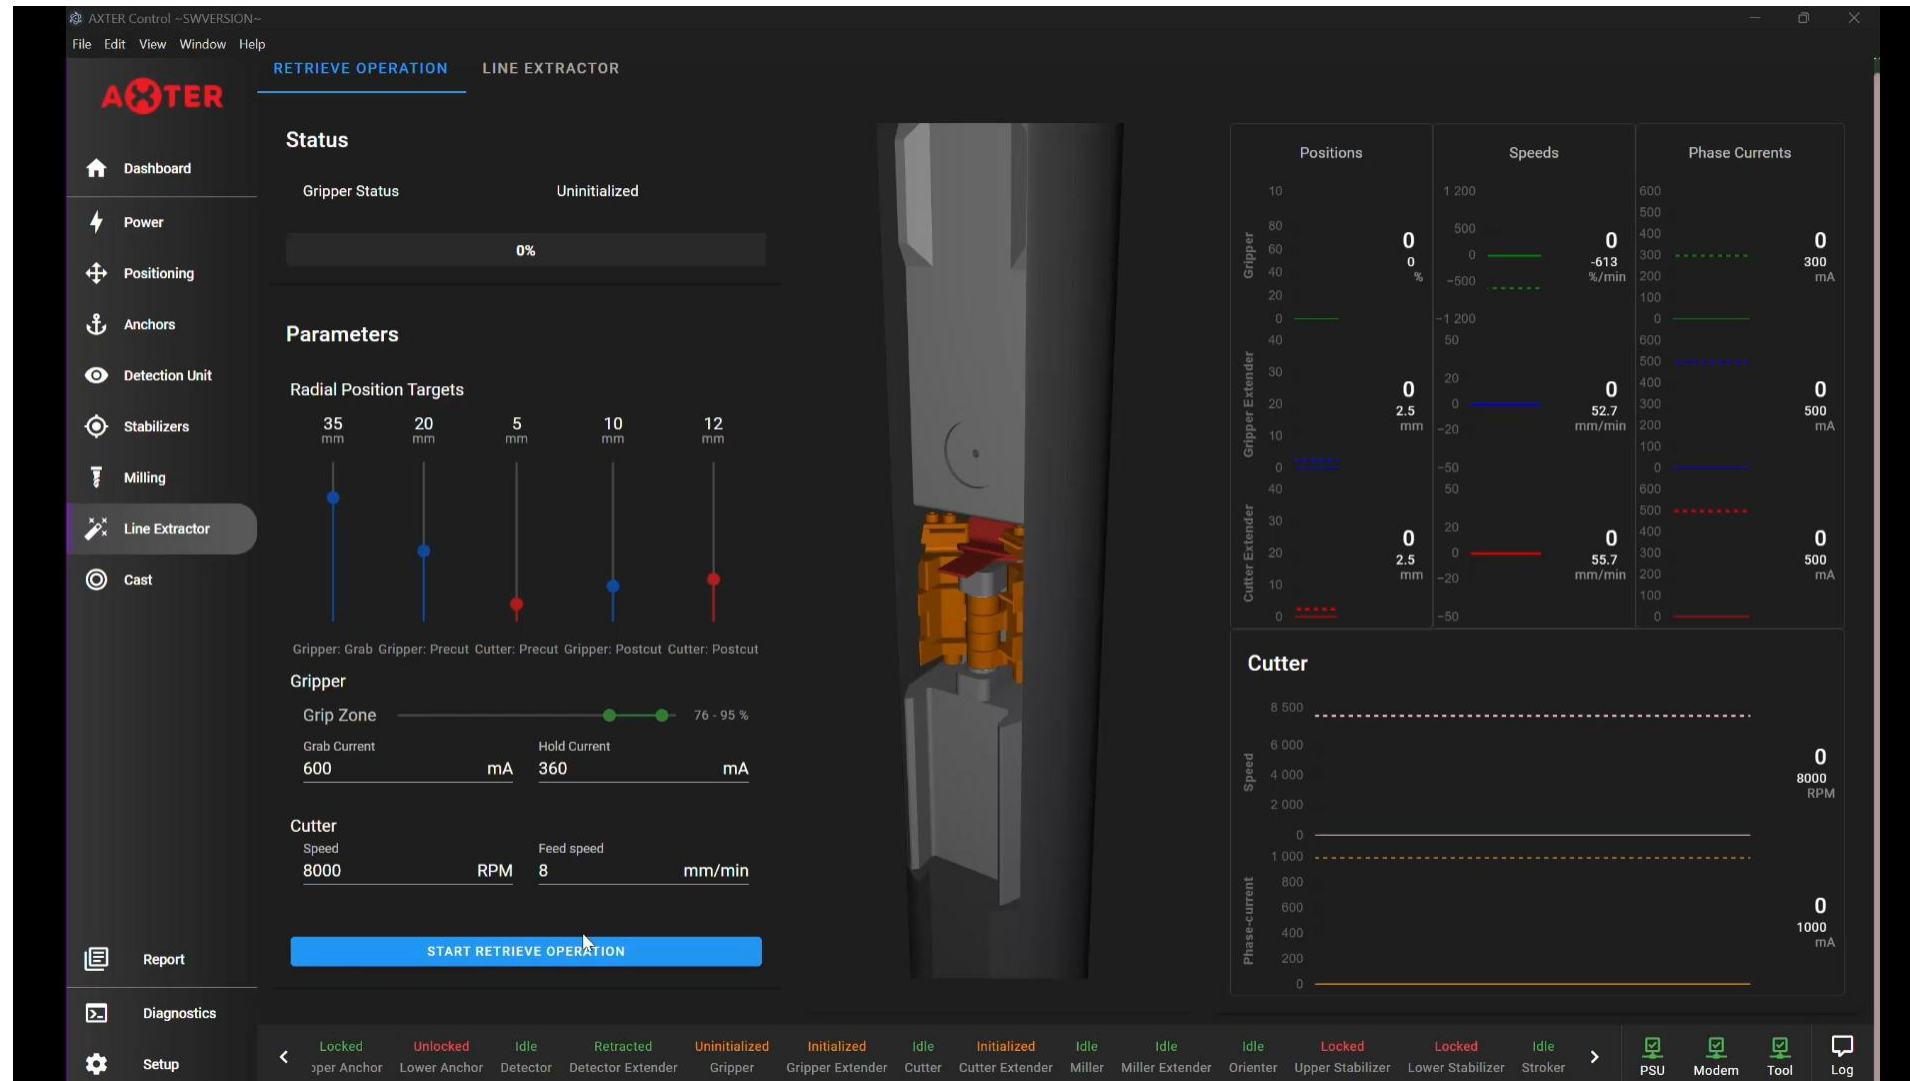 AXTER Control ~SWVERSION~
File Edit View Window Help
AXTER
RETRIEVE OPERATION LINE EXTRACTOR
Dashboard
Power
Positioning
Anchors
Detection Unit
Stabilizers
Milling
Line Extractor
Cast
Report
Diagnostics
Setup
Status
Gripper Status Uninitialized
0%
Parameters
Radial Position Targets
35 20 5 10 12
mm mm mm mm mm
Gripper: Grab Gripper: Precut Cutter: Precut Gripper: Postcut Cutter: Postcut
Gripper
Grip Zone 76 - 95 %
Grab Current Hold Current
600 mA 360 mA
Cutter
Speed Feed speed
8000 RPM 8 mm/min
START RETRIEVE OPERATION
Positions Speeds Phase Currents
Gripper
10
80
60
40
20
0
0
0
%
1 200
500
0
−500
−1 200
0
-613
%/min
600
500
400
300
200
100
0
0
300
mA
Gripper Extender
40
30
20
10
0
0
2.5
mm
50
20
0
−20
−50
0
52.7
mm/min
600
500
400
300
200
100
0
0
500
mA
Cutter Extender
40
30
20
10
0
0
2.5
mm
50
20
0
−20
−50
0
55.7
mm/min
600
500
400
300
200
100
0
0
500
mA
Cutter
Speed
8 500
6 000
4 000
2 000
0
0
8000
RPM
Phase-current
1 000
800
600
400
200
0
0
1000
mA
Locked Unlocked Idle Retracted Uninitialized Initialized Idle Initialized Idle Idle Idle Locked Locked Idle
pper Anchor Lower Anchor Detector Detector Extender Gripper Gripper Extender Cutter Cutter Extender Miller Miller Extender Orienter Upper Stabilizer Lower Stabilizer Stroker
PSU Modem Tool Log